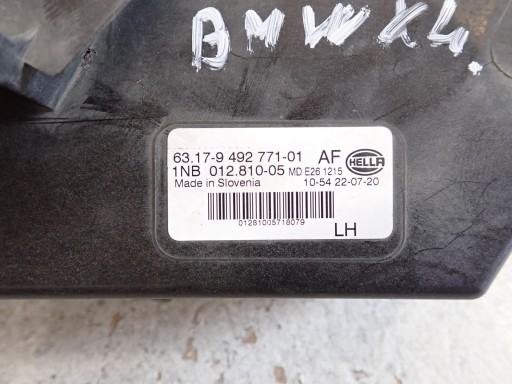 BMW X4
63.17-9 492 771-01 AF HELLA
1NB 012.810-05 MD E26 1215
Made in Slovenia 10-54 22-07-20
01281005718079
LH